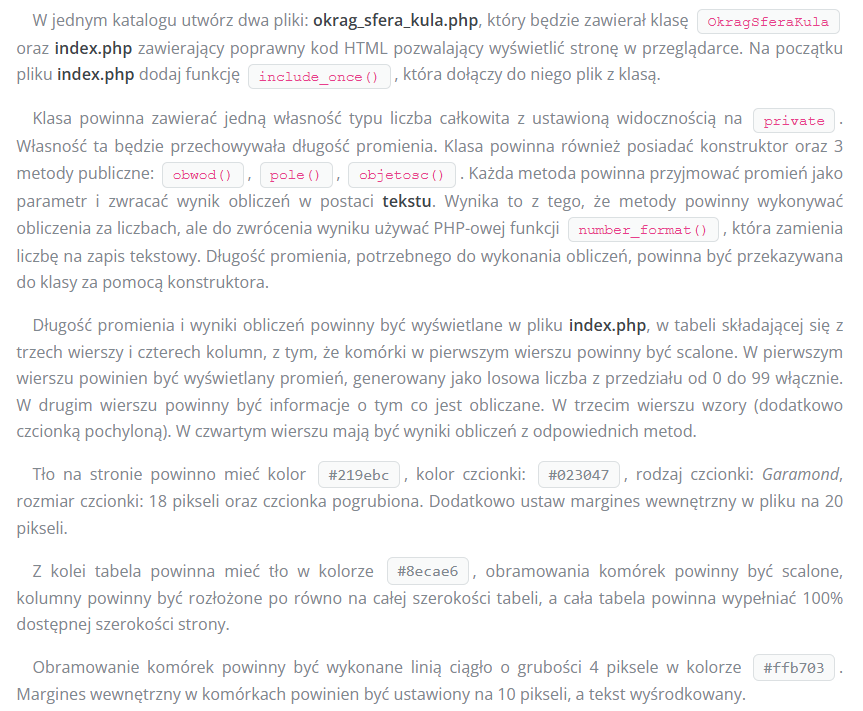 W jednym katalogu utwórz dwa pliki: okrag_sfera_kula.php, który będzie zawierał klasę OkragSferaKula
oraz index.php zawierający poprawny kod HTML pozwalający wyświetlić stronę w przeglądarce. Na początku
pliku index.php dodaj funkcję include_once() , która dołączy do niego plik z klasą.
Klasa powinna zawierać jedną własność typu liczba całkowita z ustawioną widocznością na private .
Własność ta będzie przechowywała długość promienia. Klasa powinna również posiadać konstruktor oraz 3
metody publiczne: obwod() , pole() , objetosc() . Każda metoda powinna przyjmować promień jako
parametr i zwracać wynik obliczeń w postaci tekstu. Wynika to z tego, że metody powinny wykonywać
obliczenia za liczbach, ale do zwrócenia wyniku używać PHP-owej funkcji number_format() , która zamienia
liczbę na zapis tekstowy. Długość promienia, potrzebnego do wykonania obliczeń, powinna być przekazywana
do klasy za pomocą konstruktora.
Długość promienia i wyniki obliczeń powinny być wyświetlane w pliku index.php, w tabeli składającej się z
trzech wierszy i czterech kolumn, z tym, że komórki w pierwszym wierszu powinny być scalone. W pierwszym
wierszu powinien być wyświetlany promień, generowany jako losowa liczba z przedziału od 0 do 99 włącznie.
W drugim wierszu powinny być informacje o tym co jest obliczane. W trzecim wierszu wzory (dodatkowo
czcionką pochyloną). W czwartym wierszu mają być wyniki obliczeń z odpowiednich metod.
Tło na stronie powinno mieć kolor #219ebc , kolor czcionki: #023047 , rodzaj czcionki: Garamond,
rozmiar czcionki: 18 pikseli oraz czcionka pogrubiona. Dodatkowo ustaw margines wewnętrzny w pliku na 20
pikseli.
Z kolei tabela powinna mieć tło w kolorze #8ecae6 , obramowania komórek powinny być scalone,
kolumny powinny być rozłożone po równo na całej szerokości tabeli, a cała tabela powinna wypełniać 100%
dostępnej szerokości strony.
Obramowanie komórek powinny być wykonane linią ciągło o grubości 4 piksele w kolorze #ffb703 .
Margines wewnętrzny w komórkach powinien być ustawiony na 10 pikseli, a tekst wyśrodkowany.